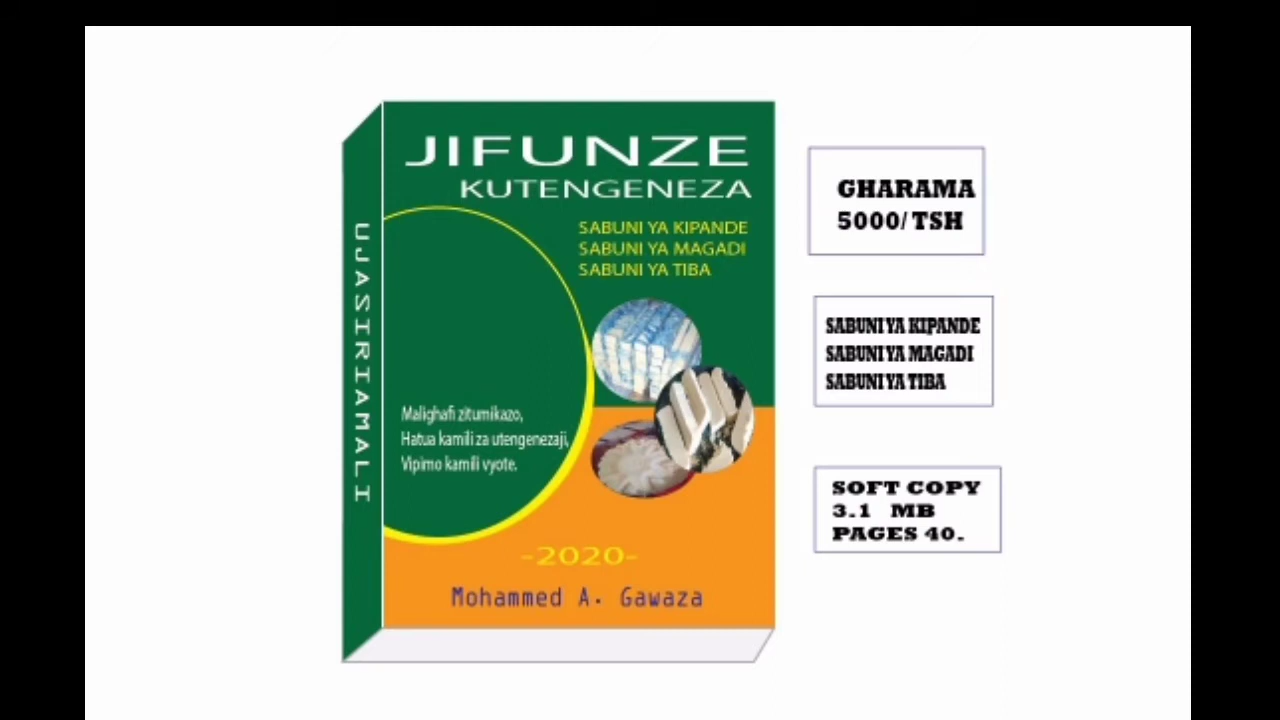 JIFUNZE
KUTENGENEZA
SABUNI YA KIPANDE
SABUNI YA MAGADI
SABUNI YA TIBA
UJASIRIAMALI
Malighafi zitumikazo,
Hatua kamili za utengenezaji,
Vipimo kamili vyote.
-2020-
Mohammed A. Gawaza
GHARAMA
5000/TSH
SABUNI YA KIPANDE
SABUNI YA MAGADI
SABUNI YA TIBA
SOFT COPY
3.1 MB
PAGES 40.